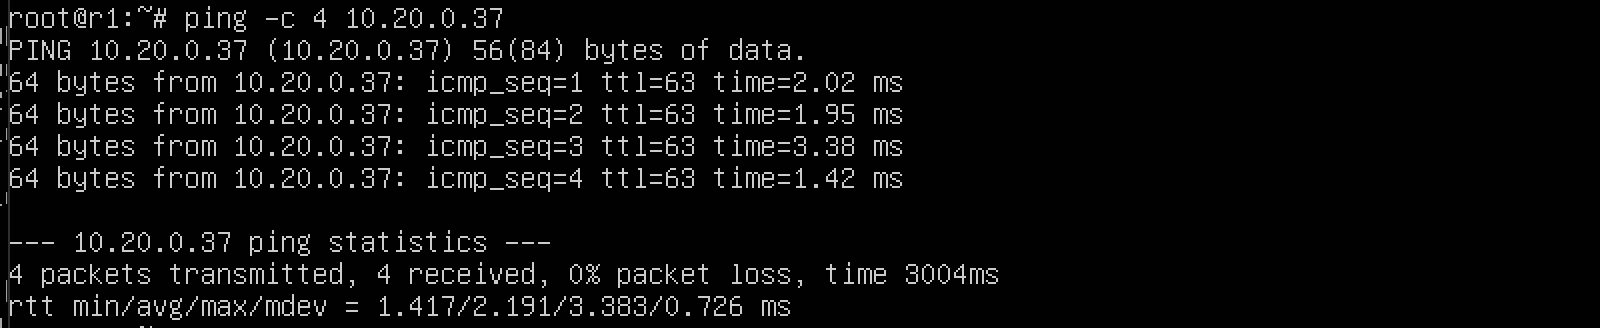 root@r1:~# ping -c 4 10.20.0.37
PING 10.20.0.37 (10.20.0.37) 56(84) bytes of data.
64 bytes from 10.20.0.37: icmp_seq=1 ttl=63 time=2.02 ms
64 bytes from 10.20.0.37: icmp_seq=2 ttl=63 time=1.95 ms
64 bytes from 10.20.0.37: icmp_seq=3 ttl=63 time=3.38 ms
64 bytes from 10.20.0.37: icmp_seq=4 ttl=63 time=1.42 ms
--- 10.20.0.37 ping statistics ---
4 packets transmitted, 4 received, 0% packet loss, time 3004ms
rtt min/avg/max/mdev = 1.417/2.191/3.383/0.726 ms